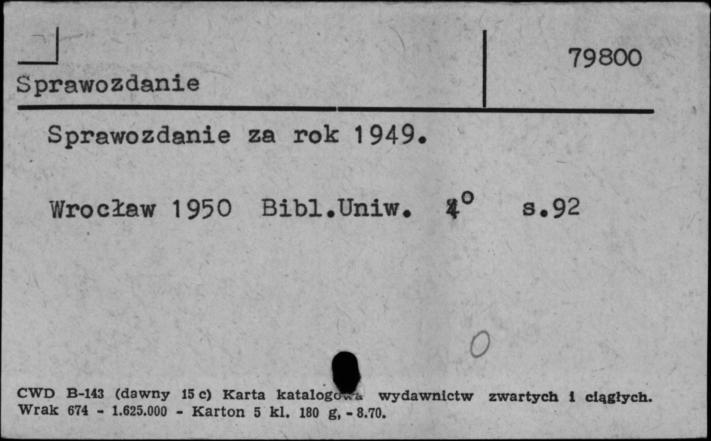 79800
Sprawozdanie
Sprawozdanie za rok 1949.
Wrocław 1950 Bibl.Uniw. 4° s.92
0
CWD B-143 (dawny 15 c) Karta katalogowa wydawnictw zwartych i ciągłych.
Wrak 674 - 1.625.000 - Karton 5 kl. 180 g, - 8.70.